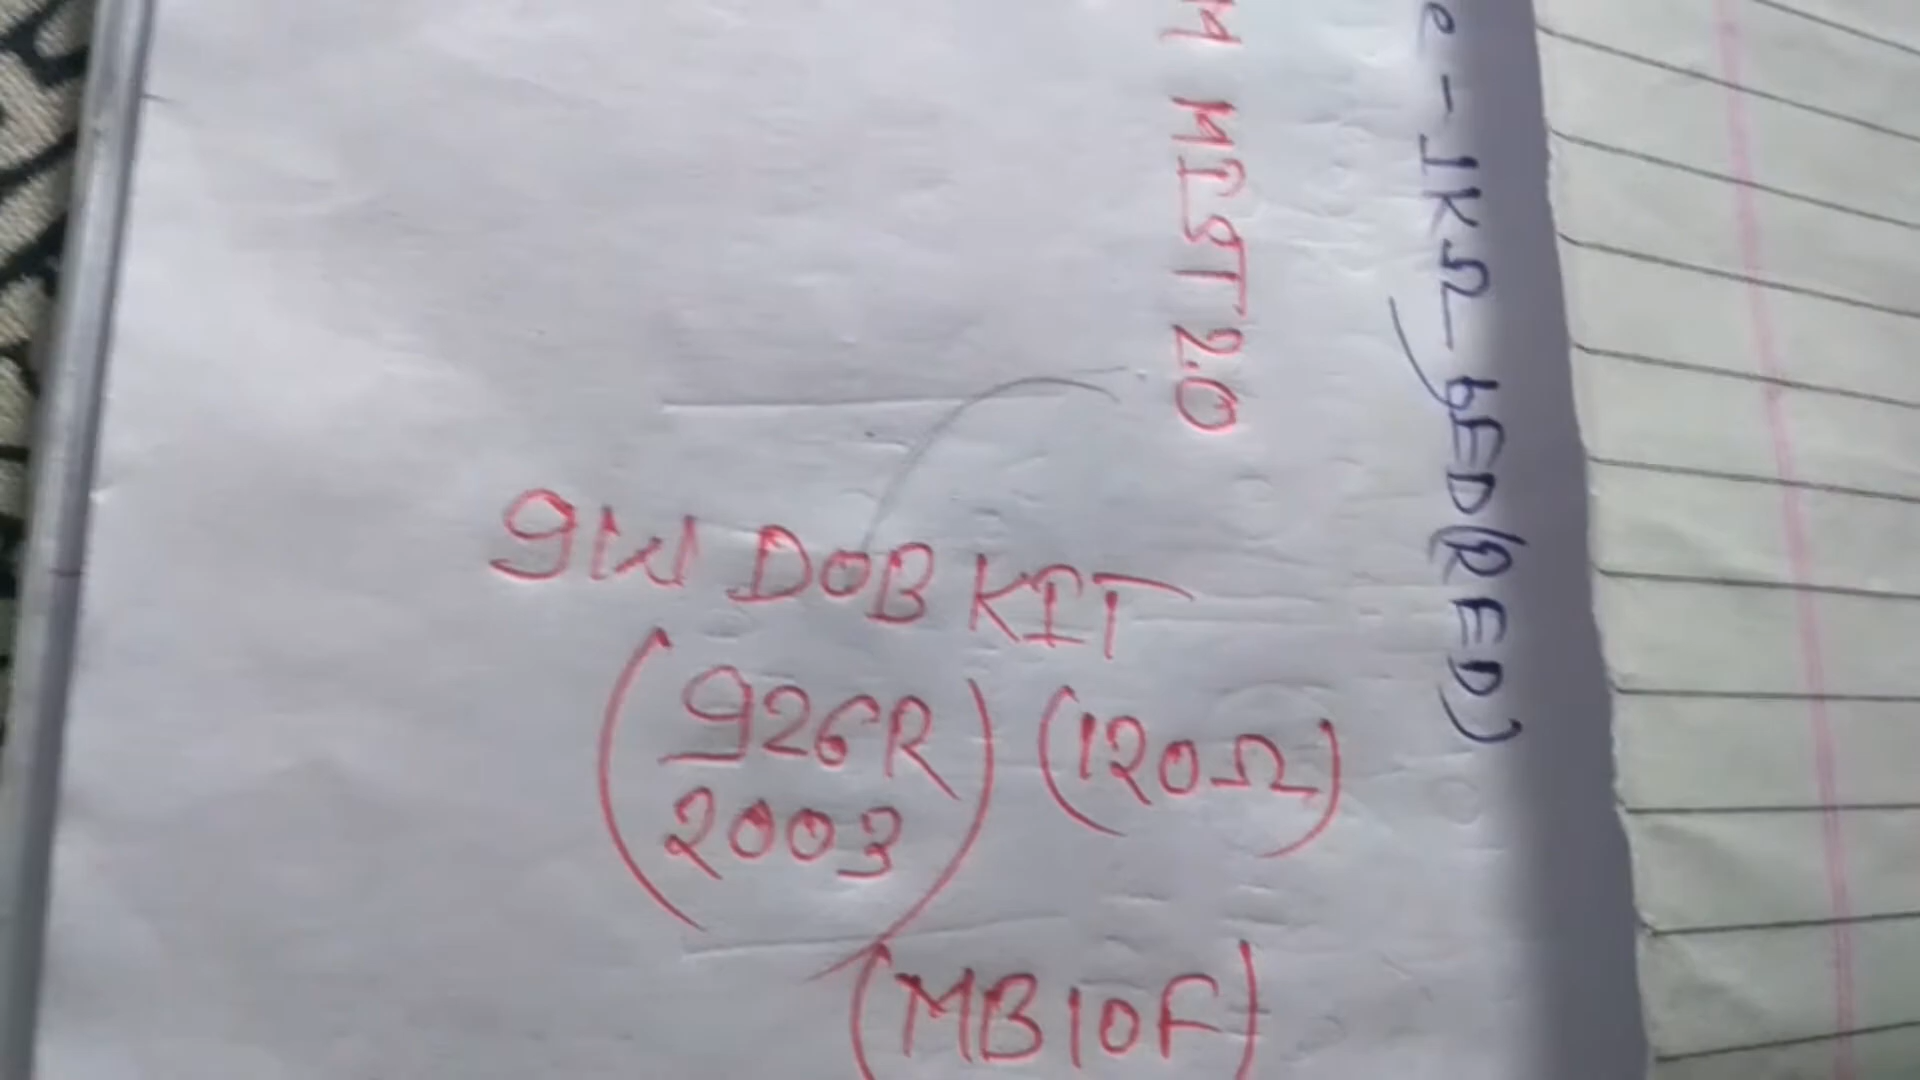 e - 1KΩ - LED(RED)
M MIST 2.0
9W DOB KIT
(926R 2003) (120Ω)
(MB10F)